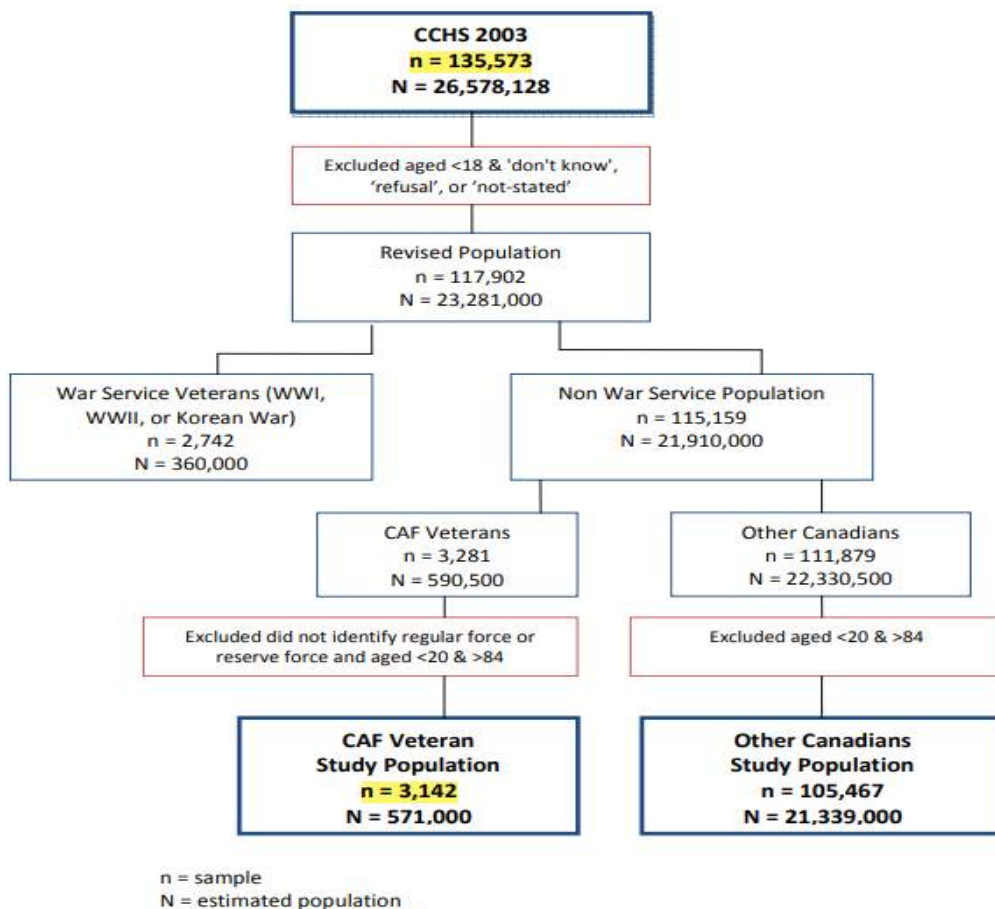 CCHS 2003
n = 135,573
N = 26,578,128
Excluded aged <18 & 'don't know',
‘refusal’, or ‘not-stated’
Revised Population
n = 117,902
N = 23,281,000
War Service Veterans (WWI,
WWII, or Korean War)
n = 2,742
N = 360,000
Non War Service Population
n = 115,159
N = 21,910,000
CAF Veterans
n = 3,281
N = 590,500
Other Canadians
n = 111,879
N = 22,330,500
Excluded did not identify regular force or
reserve force and aged <20 & >84
Excluded aged <20 & >84
CAF Veteran
Study Population
n = 3,142
N = 571,000
Other Canadians
Study Population
n = 105,467
N = 21,339,000
n = sample
N = estimated population